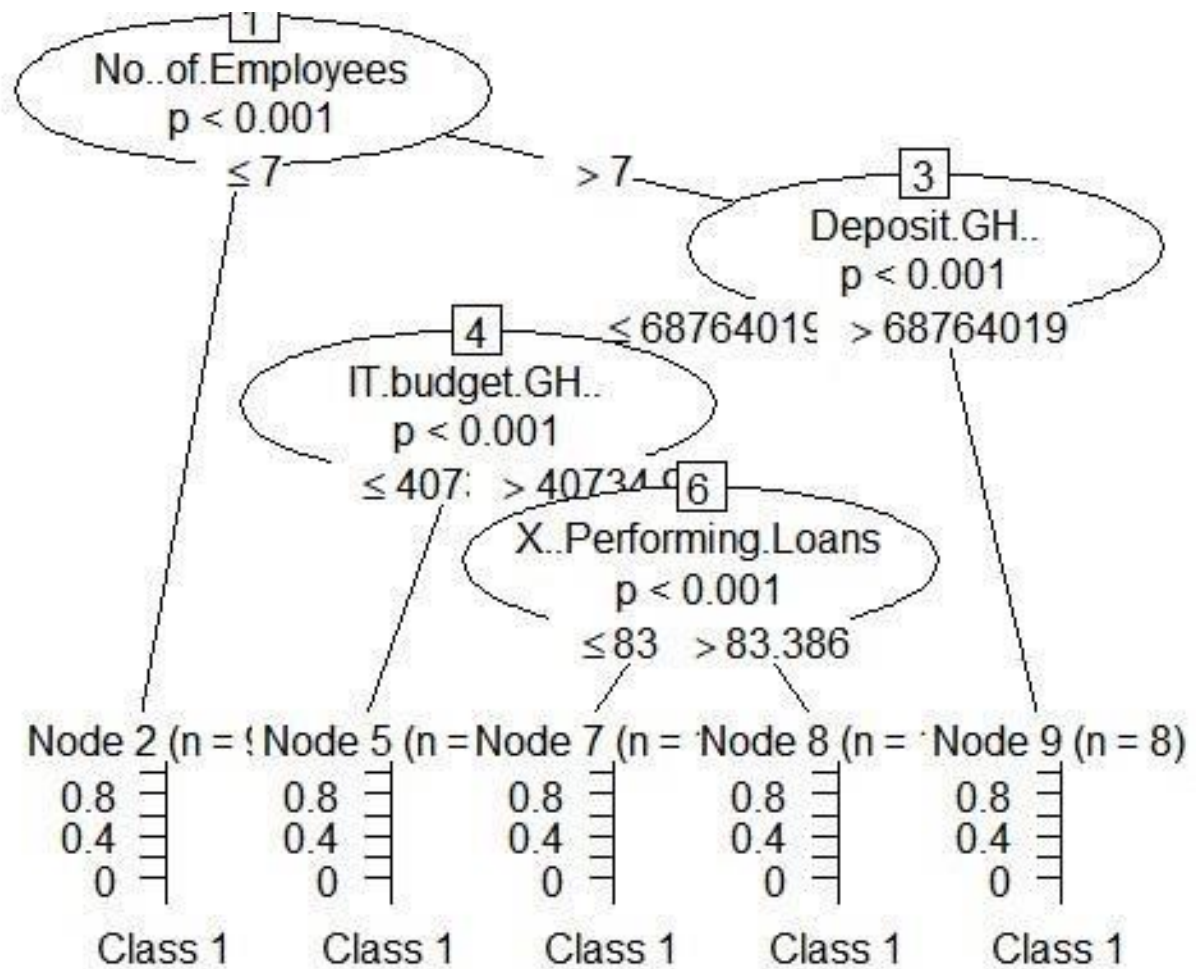 1
No..of.Employees
p < 0.001
≤ 7
> 7
3
Deposit.GH..
p < 0.001
≤ 68764019
> 68764019
4
IT.budget.GH..
p < 0.001
≤ 407
> 40734.9
6
X..Performing.Loans
p < 0.001
≤ 83
> 83.386
Node 2 (n =
Node 5 (n =
Node 7 (n =
Node 8 (n =
Node 9 (n = 8)
0.8 0.8 0.8 0.8 0.8
0.4 0.4 0.4 0.4 0.4
0 0 0 0 0
Class 1 Class 1 Class 1 Class 1 Class 1